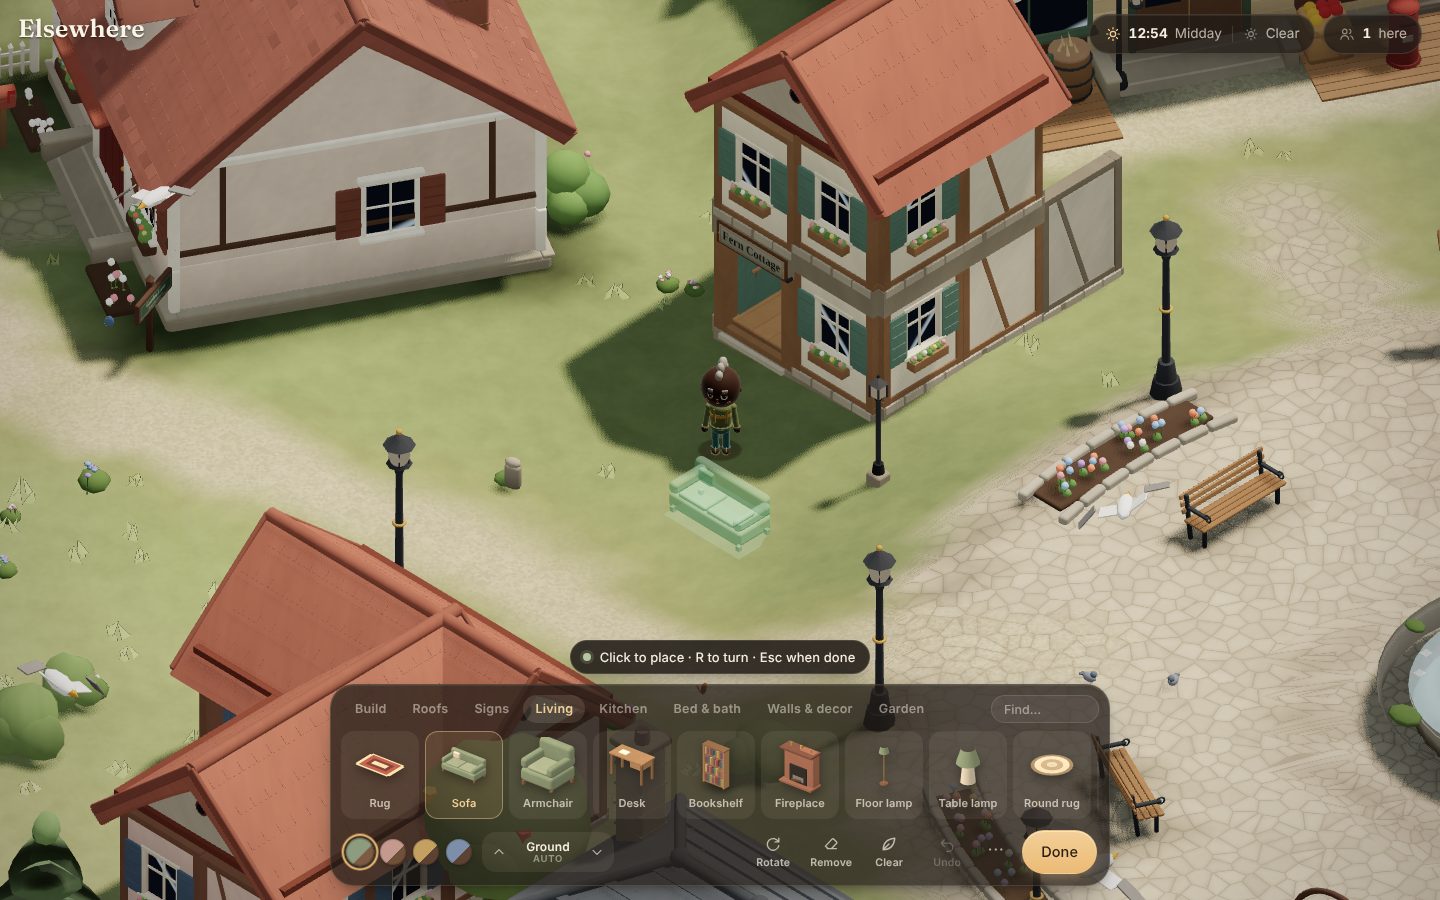 Elsewhere
12:54 Midday
Clear
1 here
Fern Cottage
Click to place · R to turn · Esc when done
Build
Roofs
Signs
Living
Kitchen
Bed & bath
Walls & decor
Garden
Find...
Rug
Sofa
Armchair
Desk
Bookshelf
Fireplace
Floor lamp
Table lamp
Round rug
Ground
AUTO
Rotate
Remove
Clear
Undo
...
Done